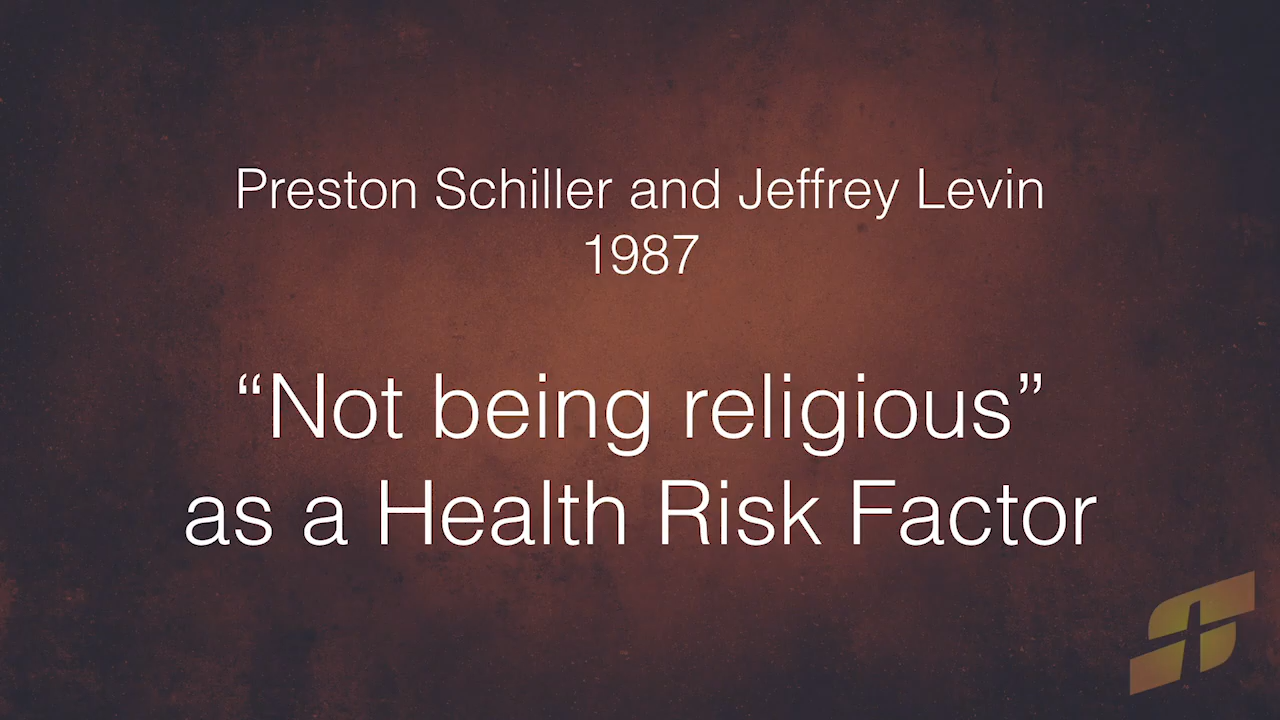 Preston Schiller and Jeffrey Levin
1987
“Not being religious”
as a Health Risk Factor